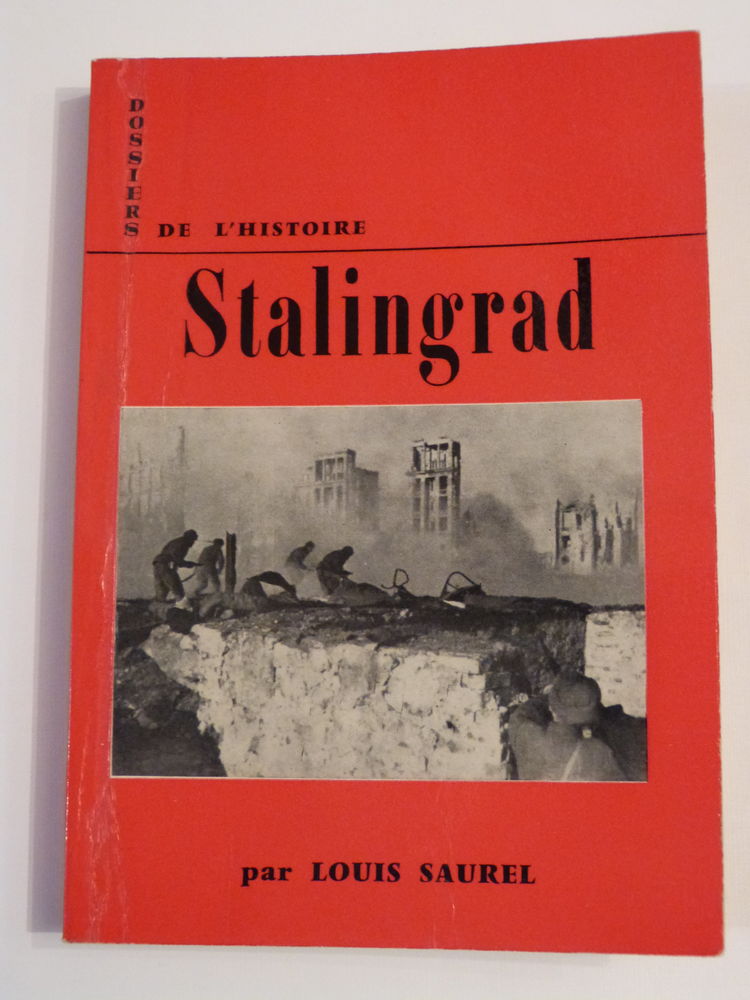 DOSSIERS
DE L'HISTOIRE
Stalingrad
par LOUIS SAUREL